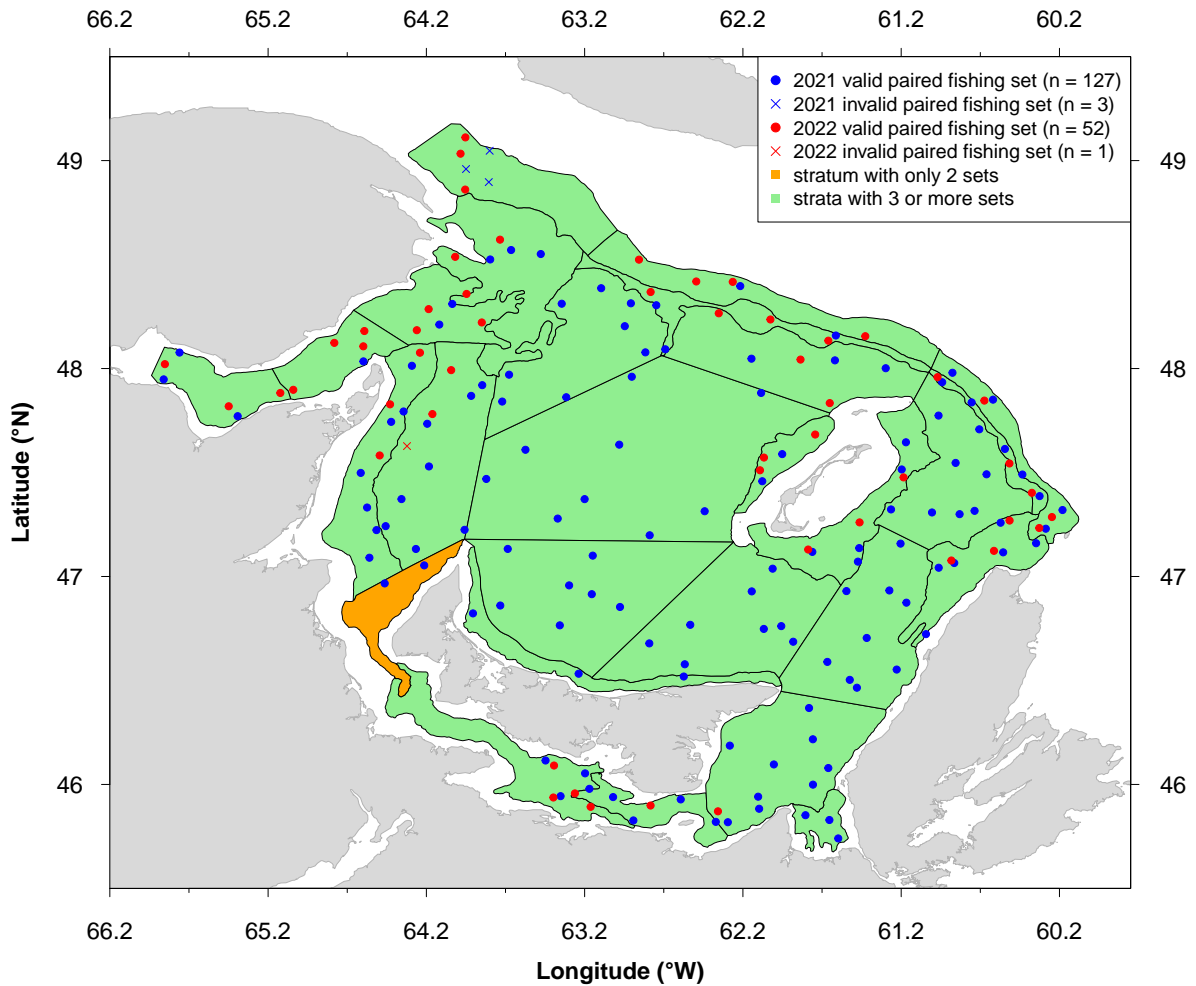 66.2 65.2 64.2 63.2 62.2 61.2 60.2
2021 valid paired fishing set (n = 127)
2021 invalid paired fishing set (n = 3)
2022 valid paired fishing set (n = 52)
2022 invalid paired fishing set (n = 1)
stratum with only 2 sets
strata with 3 or more sets
49 49
48 48
47 47
46 46
Latitude (°N)
66.2 65.2 64.2 63.2 62.2 61.2 60.2
Longitude (°W)